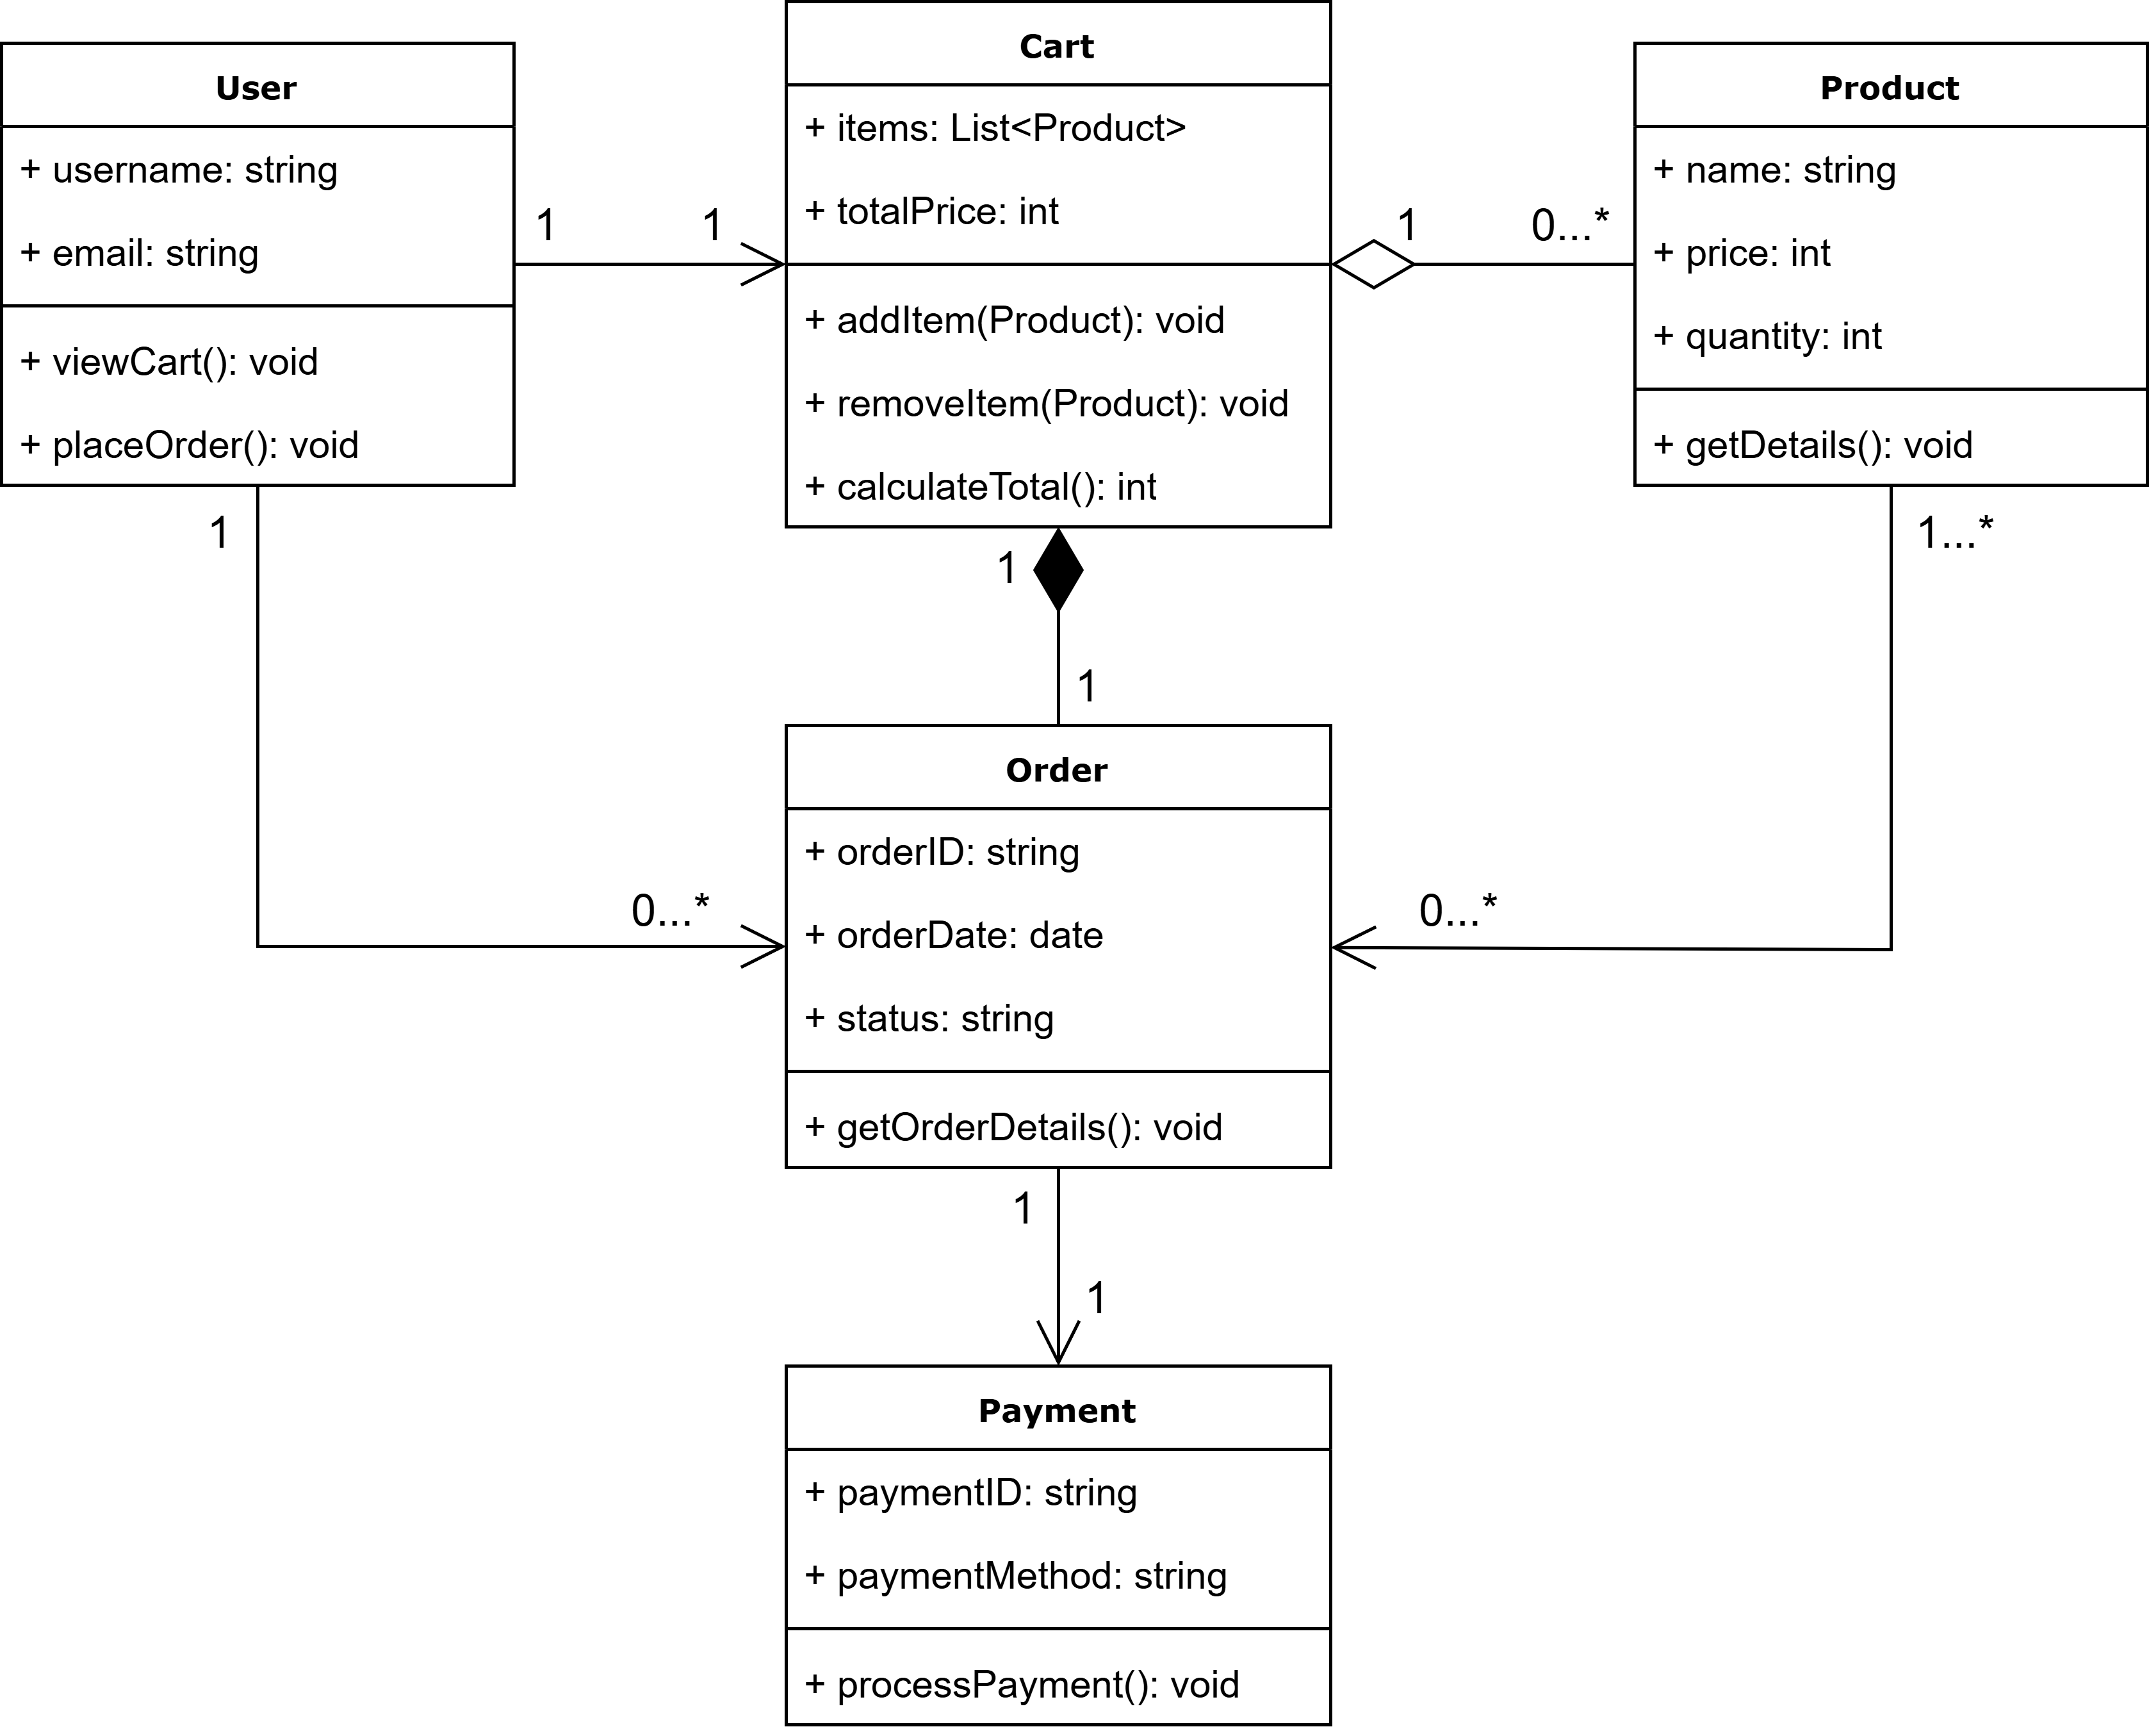 User
+ username: string
+ email: string
+ viewCart(): void
+ placeOrder(): void
1
1
Cart
+ items: List<Product>
+ totalPrice: int
+ addItem(Product): void
+ removeItem(Product): void
+ calculateTotal(): int
1
0...*
Product
+ name: string
+ price: int
+ quantity: int
+ getDetails(): void
1
1
1...*
1
0...*
0...*
Order
+ orderID: string
+ orderDate: date
+ status: string
+ getOrderDetails(): void
1
1
Payment
+ paymentID: string
+ paymentMethod: string
+ processPayment(): void